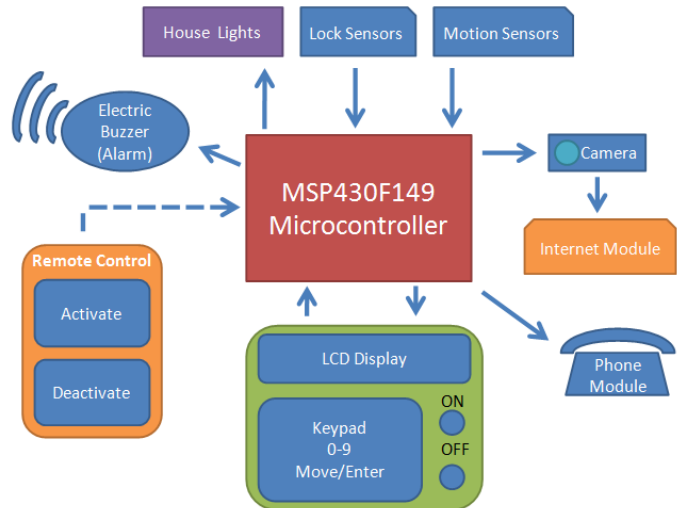 House Lights
Lock Sensors
Motion Sensors
Electric
Buzzer
(Alarm)
MSP430F149
Microcontroller
Camera
Internet Module
Remote Control
Activate
Deactivate
LCD Display
Keypad
0-9
Move/Enter
ON
OFF
Phone
Module